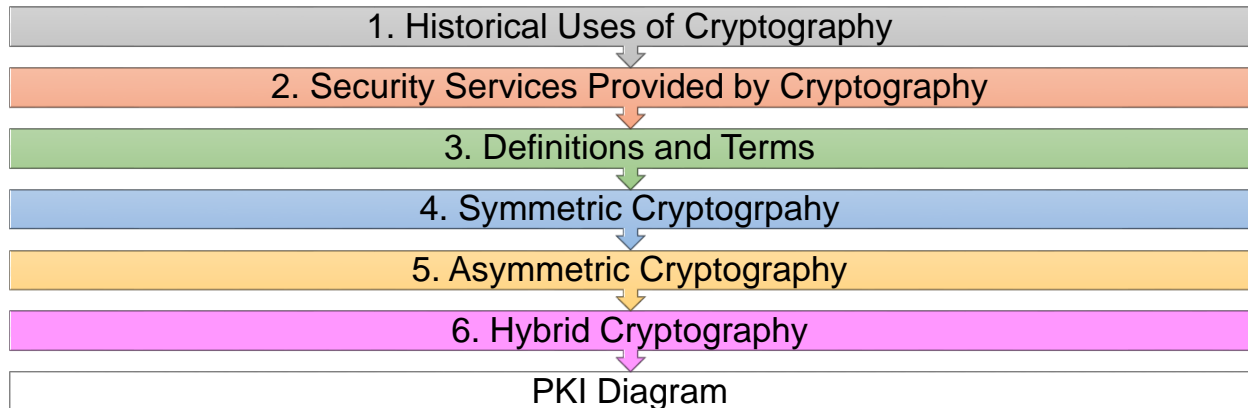 1. Historical Uses of Cryptography
2. Security Services Provided by Cryptography
3. Definitions and Terms
4. Symmetric Cryptogrpahy
5. Asymmetric Cryptography
6. Hybrid Cryptography
PKI Diagram